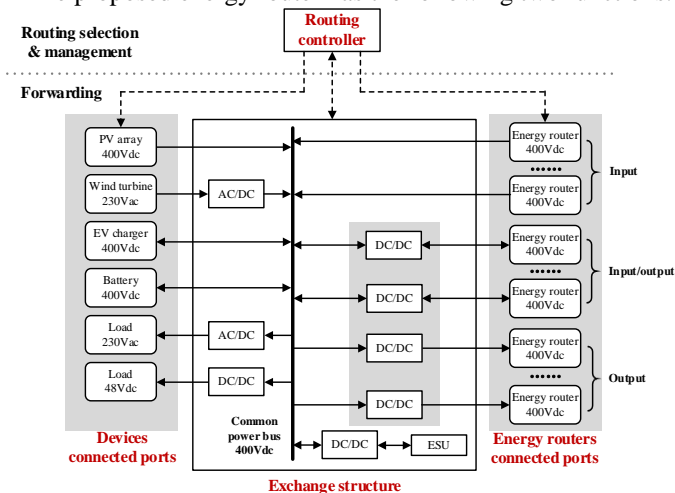 Routing selection
& management
Routing
controller
Forwarding
PV array
400Vdc
Wind turbine
230Vac
EV charger
400Vdc
Battery
400Vdc
Load
230Vac
Load
48Vdc
Devices
connected ports
AC/DC
AC/DC
DC/DC
Common
power bus
400Vdc
DC/DC
DC/DC
DC/DC
DC/DC
DC/DC
ESU
Exchange structure
Energy router
400Vdc
......
Energy router
400Vdc
Input
Energy router
400Vdc
......
Energy router
400Vdc
Input/output
Energy router
400Vdc
......
Energy router
400Vdc
Output
Energy routers
connected ports